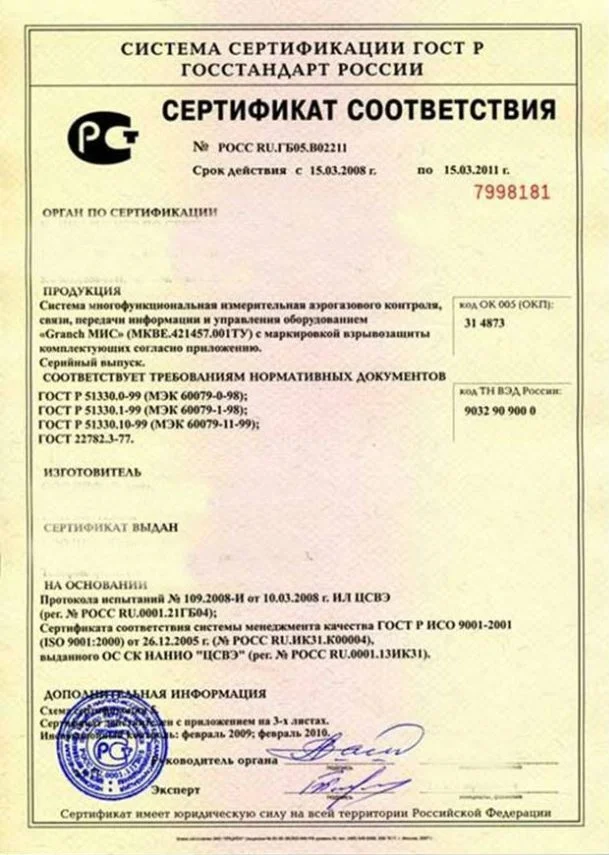 СИСТЕМА СЕРТИФИКАЦИИ ГОСТ Р
ГОССТАНДАРТ РОССИИ
СЕРТИФИКАТ СООТВЕТСТВИЯ
РСТ
№ РОСС RU.ГБ05.В02211
Срок действия с 15.03.2008 г. по 15.03.2011 г.
7998181
ОРГАН ПО СЕРТИФИКАЦИИ
ПРОДУКЦИЯ
Система многофункциональная измерительная аэрогазового контроля,
связи, передачи информации и управления оборудованием
«Granch МИС» (МКВЕ.421457.001ТУ) с маркировкой взрывозащиты
комплектующих согласно приложению.
Серийный выпуск.
код ОК 005 (ОКП):
31 4873
СООТВЕТСТВУЕТ ТРЕБОВАНИЯМ НОРМАТИВНЫХ ДОКУМЕНТОВ
ГОСТ Р 51330.0-99 (МЭК 60079-0-98);
ГОСТ Р 51330.1-99 (МЭК 60079-1-98);
ГОСТ Р 51330.10-99 (МЭК 60079-11-99);
ГОСТ 22782.3-77.
код ТН ВЭД России:
9032 90 900 0
ИЗГОТОВИТЕЛЬ
СЕРТИФИКАТ ВЫДАН
НА ОСНОВАНИИ
Протокола испытаний № 109.2008-И от 10.03.2008 г. ИЛ ЦСВЭ
(рег. № РОСС RU.0001.21ГБ04);
Сертификата соответствия системы менеджмента качества ГОСТ Р ИСО 9001-2001
(ISO 9001:2000) от 26.12.2005 г. (№ РОСС RU.ИК31.К00004),
выданного ОС СК НАНИО "ЦСВЭ" (рег. № РОСС RU.0001.13ИК31).
ДОПОЛНИТЕЛЬНАЯ ИНФОРМАЦИЯ
Схема сертификации
Сертификат действителен с приложением на 3-х листах.
Инспекционный контроль: февраль 2009; февраль 2010.
Руководитель органа
подпись
Эксперт
подпись
инициалы, фамилия
Сертификат имеет юридическую силу на всей территории Российской Федерации